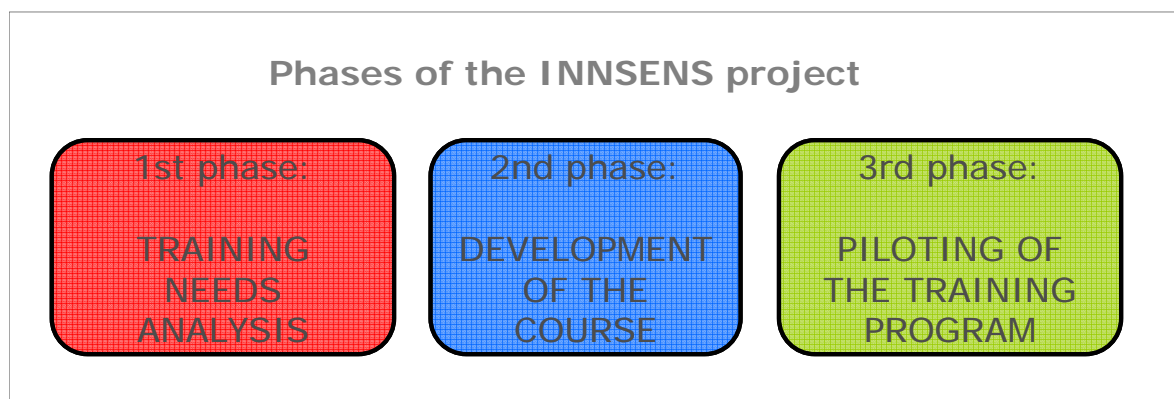 Phases of the INNSENS project
1st phase:
TRAINING
NEEDS
ANALYSIS
2nd phase:
DEVELOPMENT
OF THE
COURSE
3rd phase:
PILOTING OF
THE TRAINING
PROGRAM